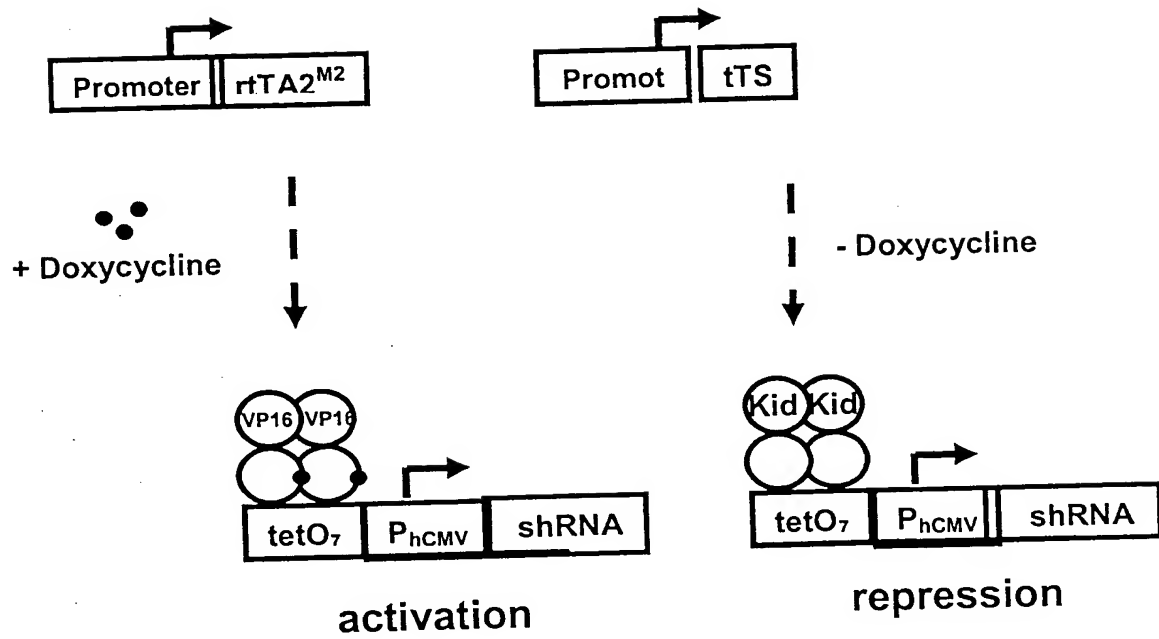 Promoter rtTA2M2
Promot tTS
+ Doxycycline
- Doxycycline
VP16 VP16
Kid Kid
tetO7 PhCMV shRNA
tetO7 PhCMV shRNA
activation
repression